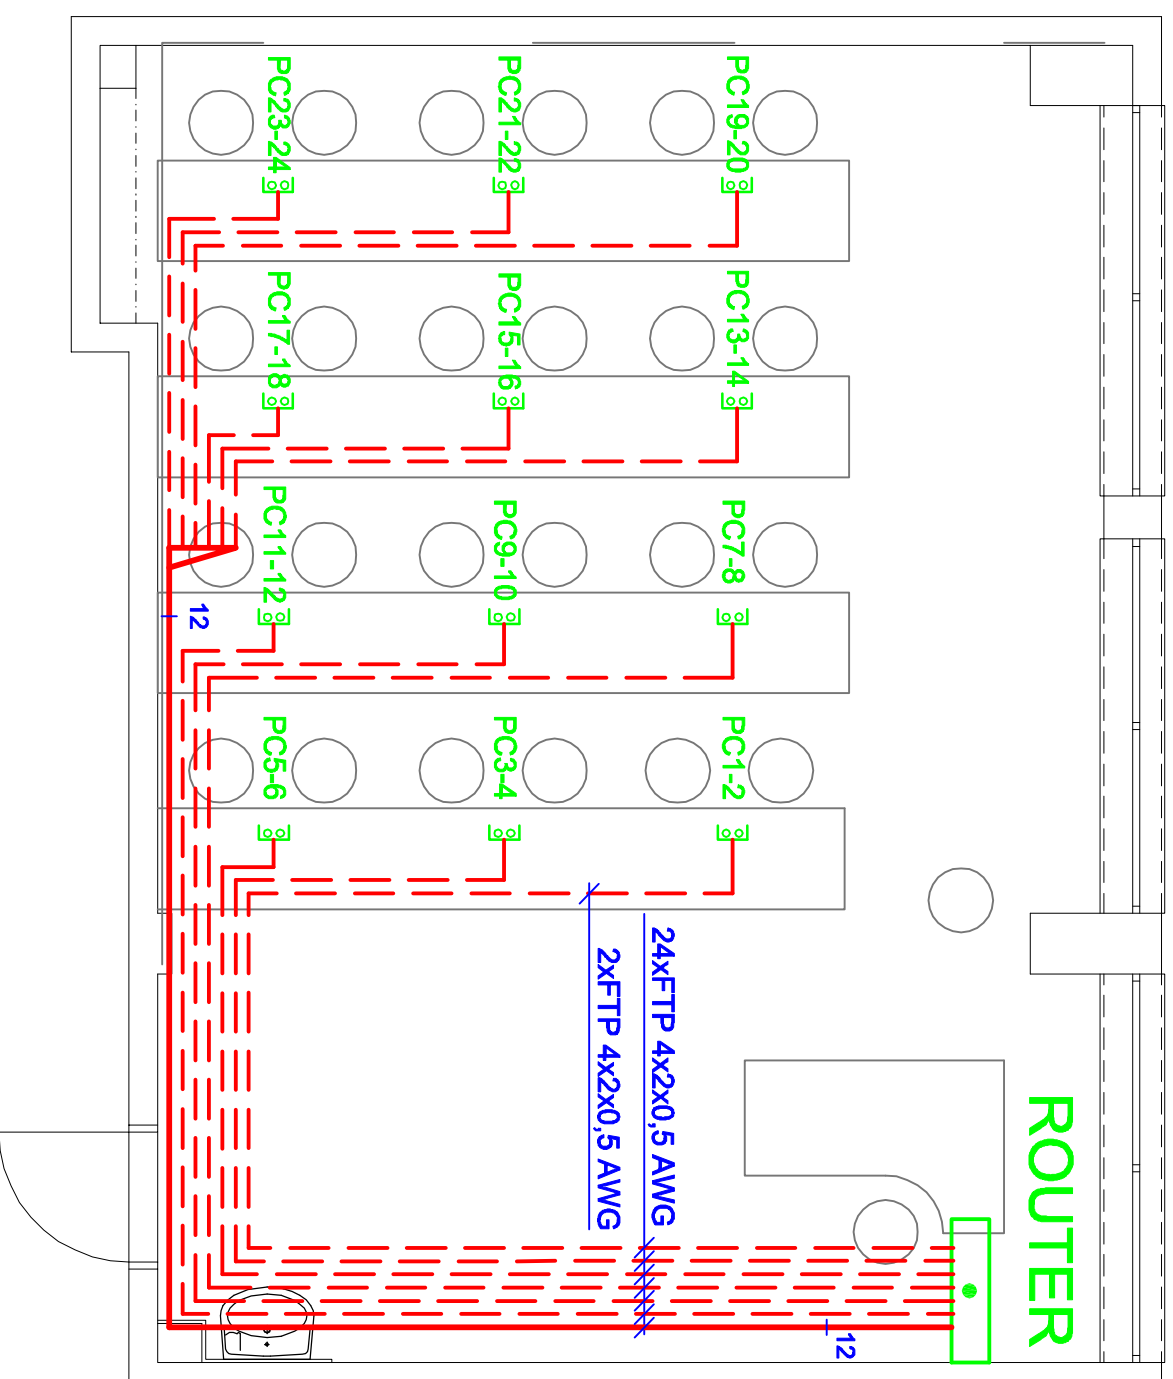 PC23-24
PC21-22
PC19-20
PC17-18
PC15-16
PC13-14
PC11-12
PC9-10
PC7-8
12
PC5-6
PC3-4
PC1-2
24xFTP 4x2x0,5 AWG
2xFTP 4x2x0,5 AWG
ROUTER
12